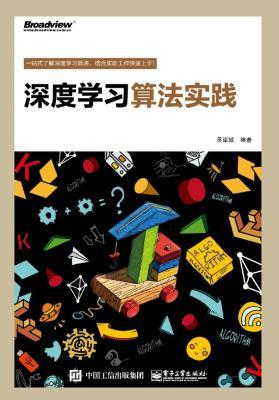 Broadview®
www.broadview.com.cn
一站式了解深度学习算法，结合实际工作快速上手！
深度学习算法实践
吴岸城 编著
ALGO
RITHM
ALGORITHM
ALGORITHM
中国工信出版集团
电子工业出版社